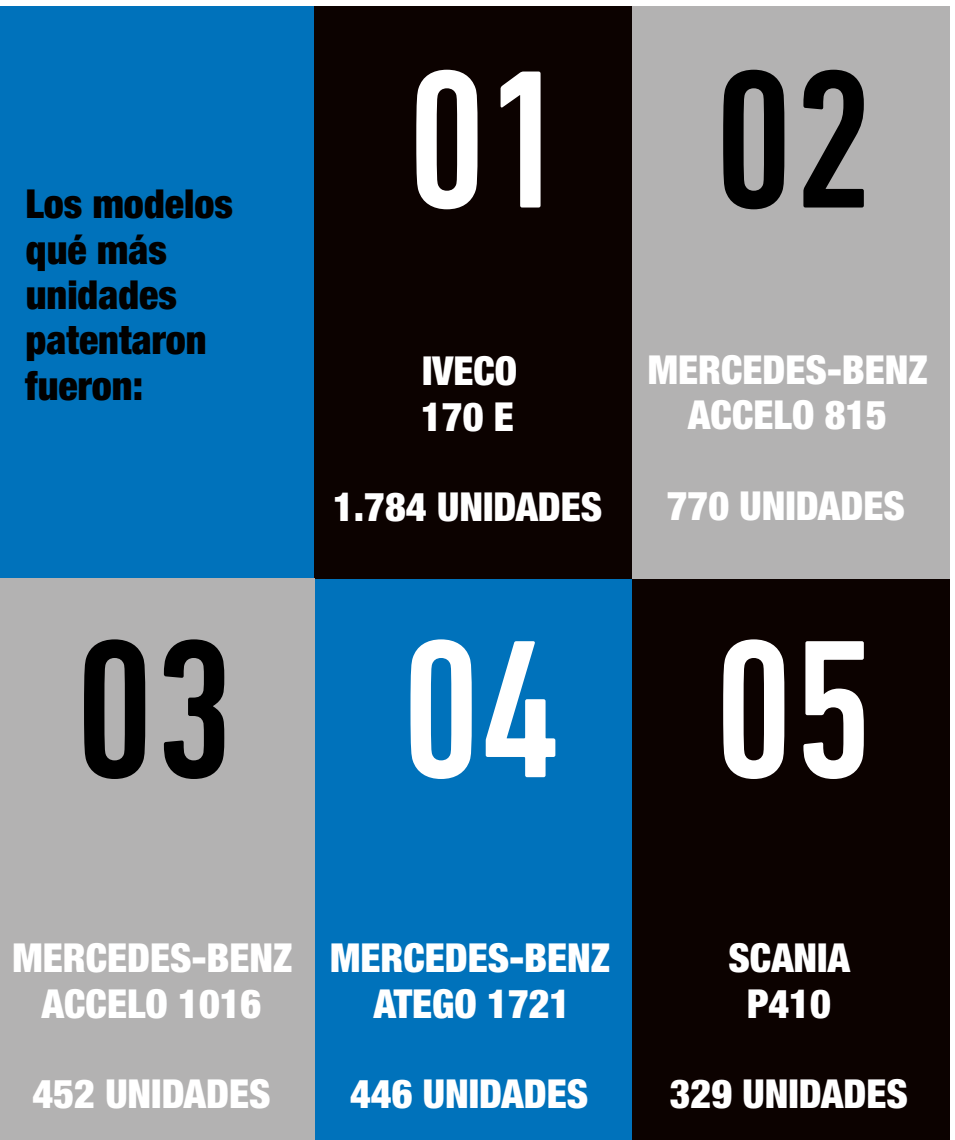 Los modelos
qué más
unidades
patentaron
fueron:
01
IVECO
170 E
1.784 UNIDADES
02
MERCEDES-BENZ
ACCELO 815
770 UNIDADES
03
MERCEDES-BENZ
ACCELO 1016
452 UNIDADES
04
MERCEDES-BENZ
ATEGO 1721
446 UNIDADES
05
SCANIA
P410
329 UNIDADES